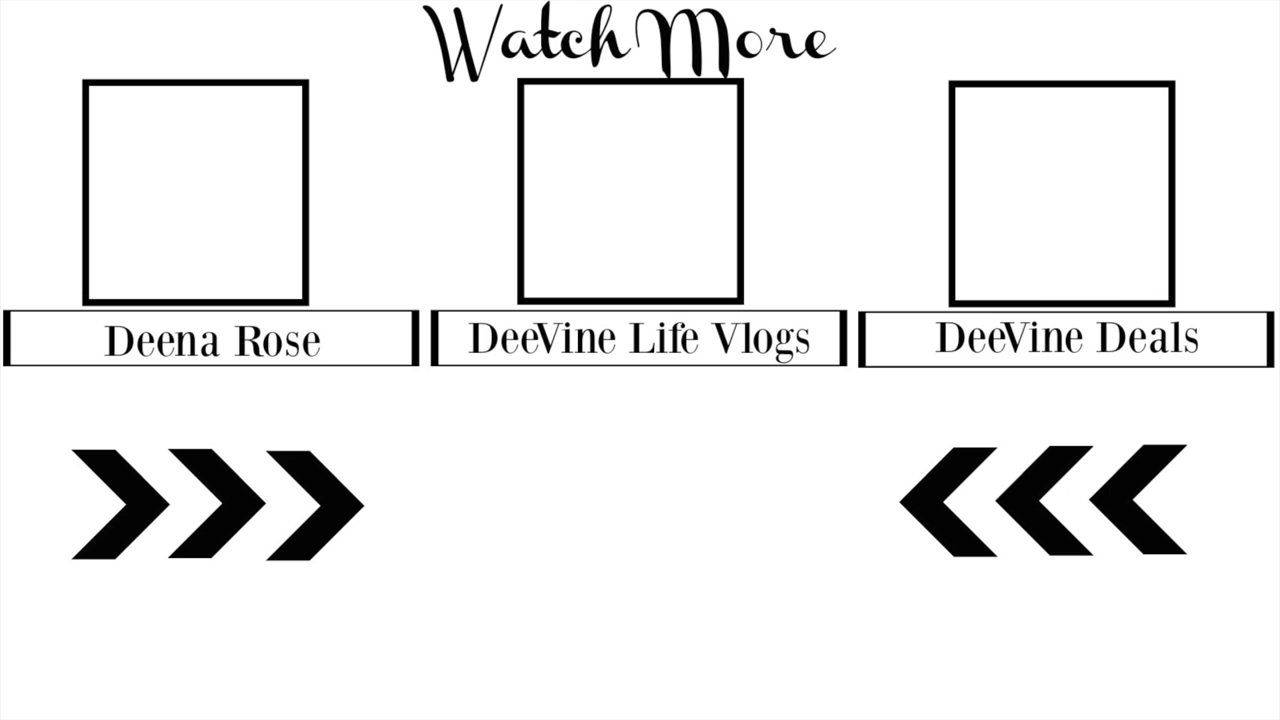 Watch More
Deena Rose
DeeVine Life Vlogs
DeeVine Deals